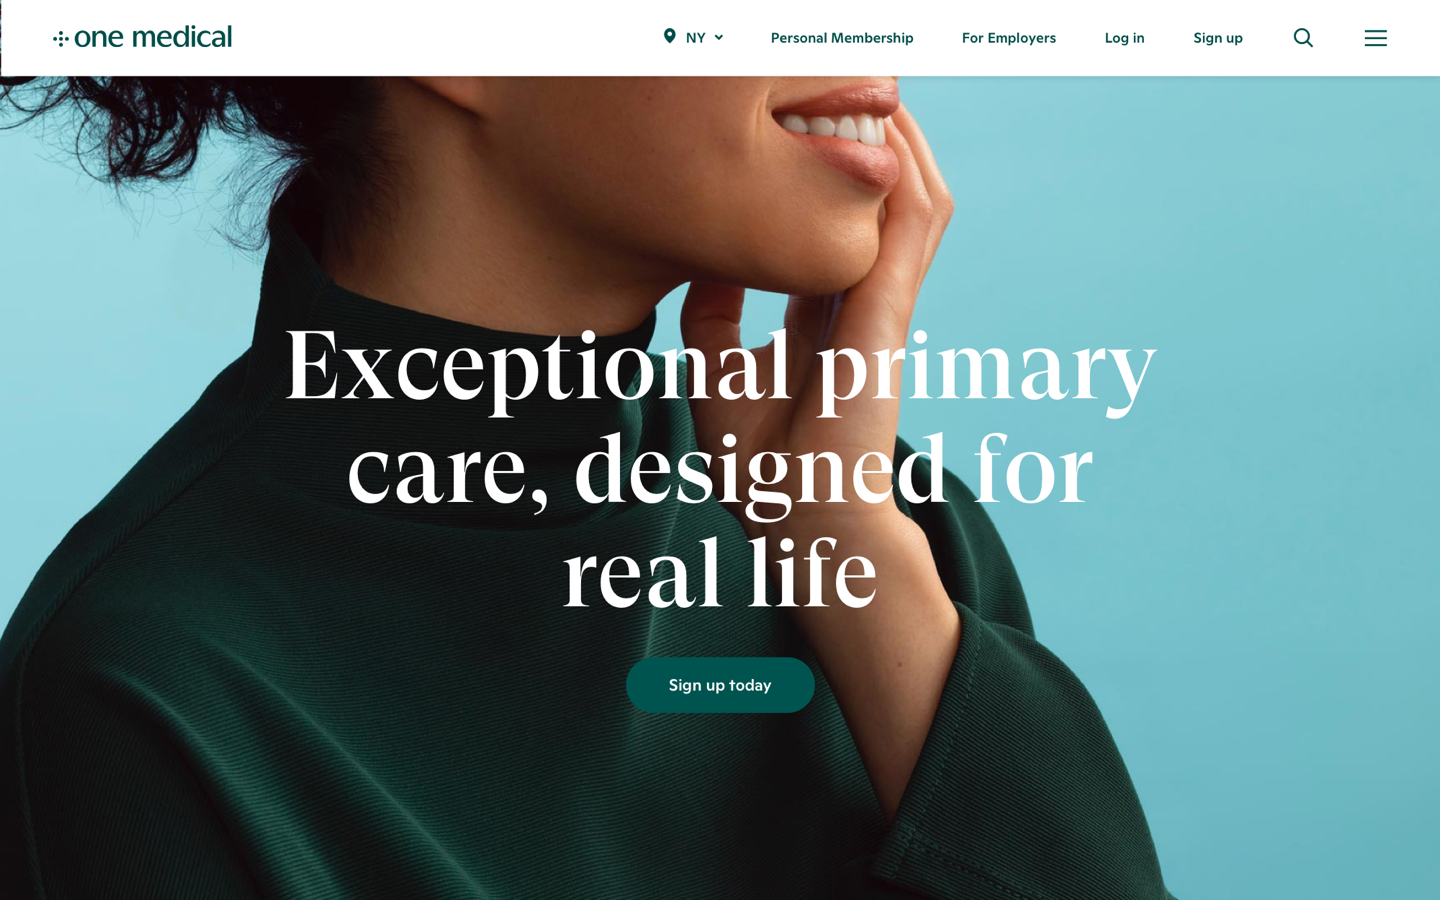 one medical
NY
Personal Membership
For Employers
Log in
Sign up
Exceptional primary
care, designed for
real life
Sign up today